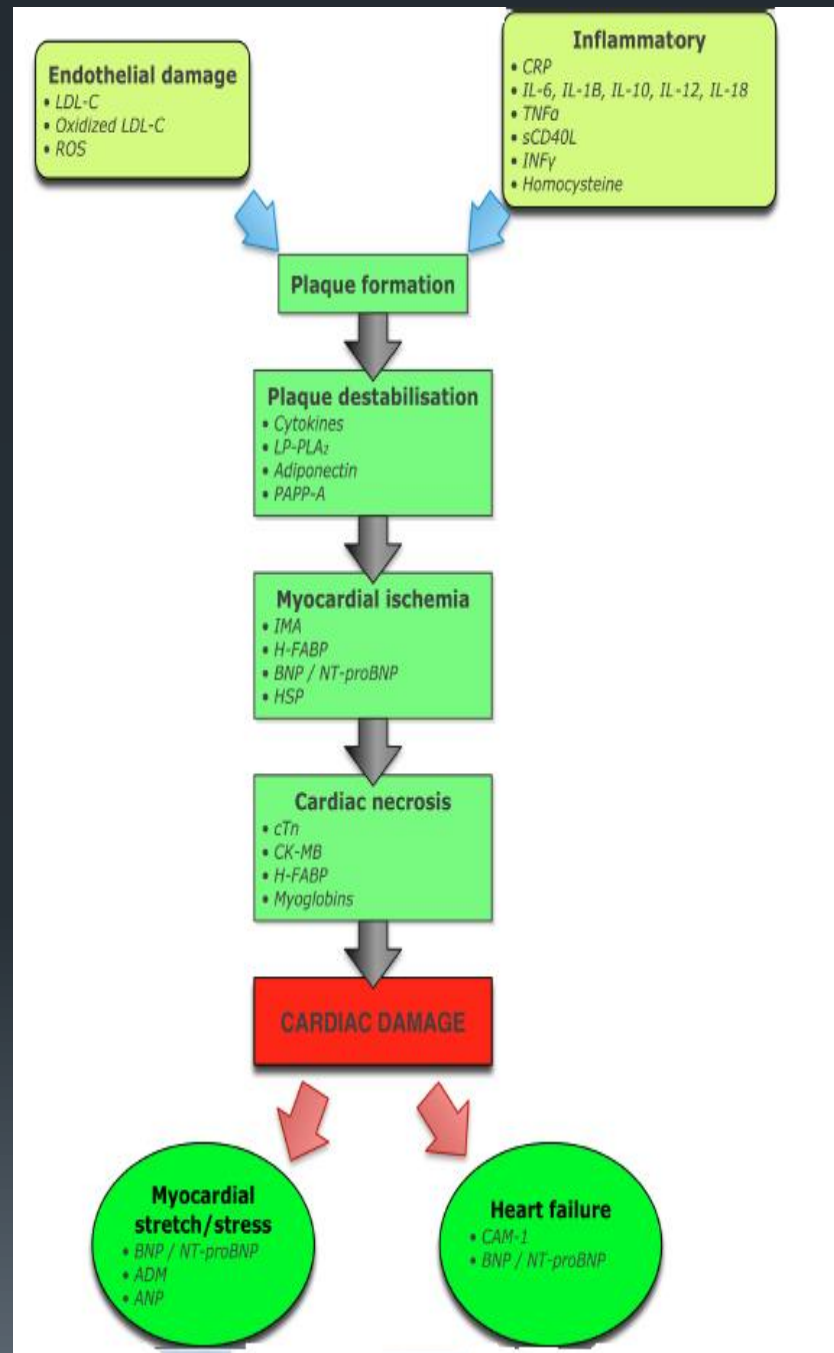 Endothelial damage
• LDL-C
• Oxidized LDL-C
• ROS
Inflammatory
• CRP
• IL-6, IL-1B, IL-10, IL-12, IL-18
• TNFα
• sCD40L
• INFγ
• Homocysteine
Plaque formation
Plaque destabilisation
• Cytokines
• LP-PLA₂
• Adiponectin
• PAPP-A
Myocardial ischemia
• IMA
• H-FABP
• BNP / NT-proBNP
• HSP
Cardiac necrosis
• cTn
• CK-MB
• H-FABP
• Myoglobins
CARDIAC DAMAGE
Myocardial
stretch/stress
• BNP / NT-proBNP
• ADM
• ANP
Heart failure
• CAM-1
• BNP / NT-proBNP